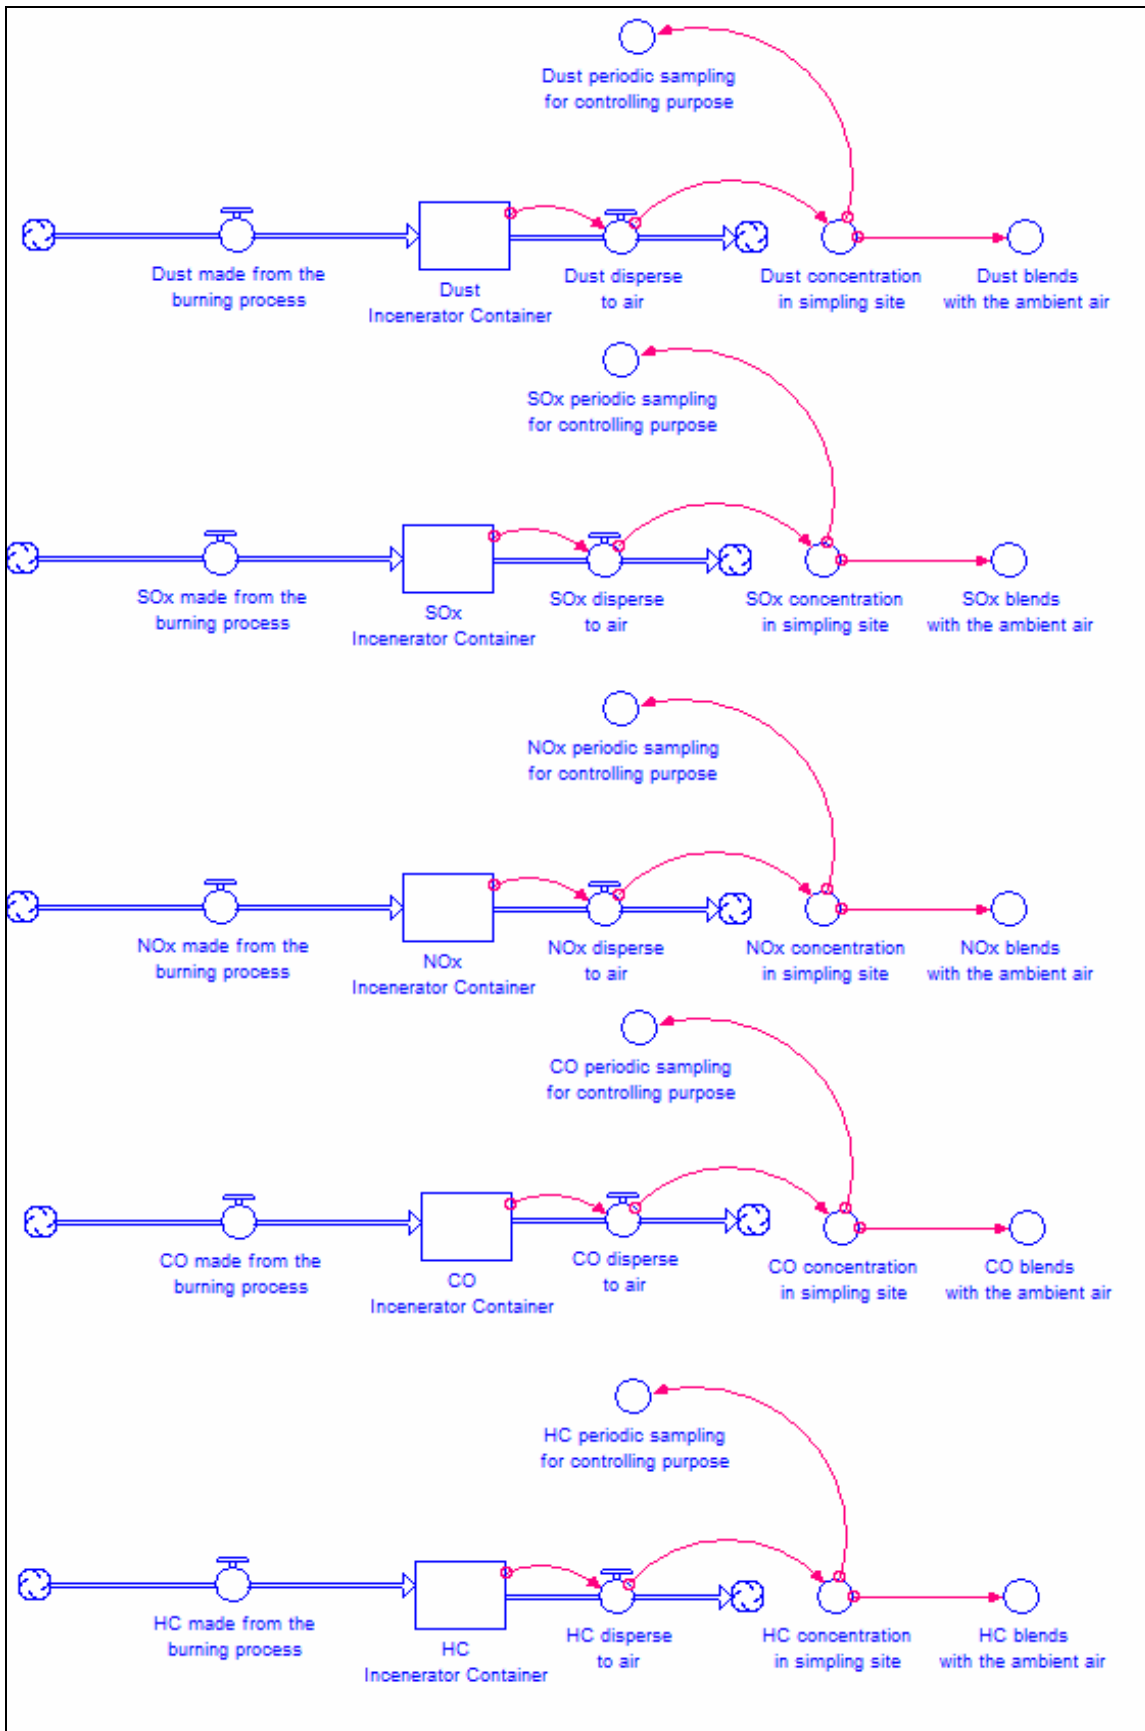 Dust periodic sampling
for controlling purpose
Dust made from the
burning process
Dust
Incenerator Container
Dust disperse
to air
Dust concentration
in simpling site
Dust blends
with the ambient air
SOx periodic sampling
for controlling purpose
SOx made from the
burning process
SOx
Incenerator Container
SOx disperse
to air
SOx concentration
in simpling site
SOx blends
with the ambient air
NOx periodic sampling
for controlling purpose
NOx made from the
burning process
NOx
Incenerator Container
NOx disperse
to air
NOx concentration
in simpling site
NOx blends
with the ambient air
CO periodic sampling
for controlling purpose
CO made from the
burning process
CO
Incenerator Container
CO disperse
to air
CO concentration
in simpling site
CO blends
with the ambient air
HC periodic sampling
for controlling purpose
HC made from the
burning process
HC
Incenerator Container
HC disperse
to air
HC concentration
in simpling site
HC blends
with the ambient air